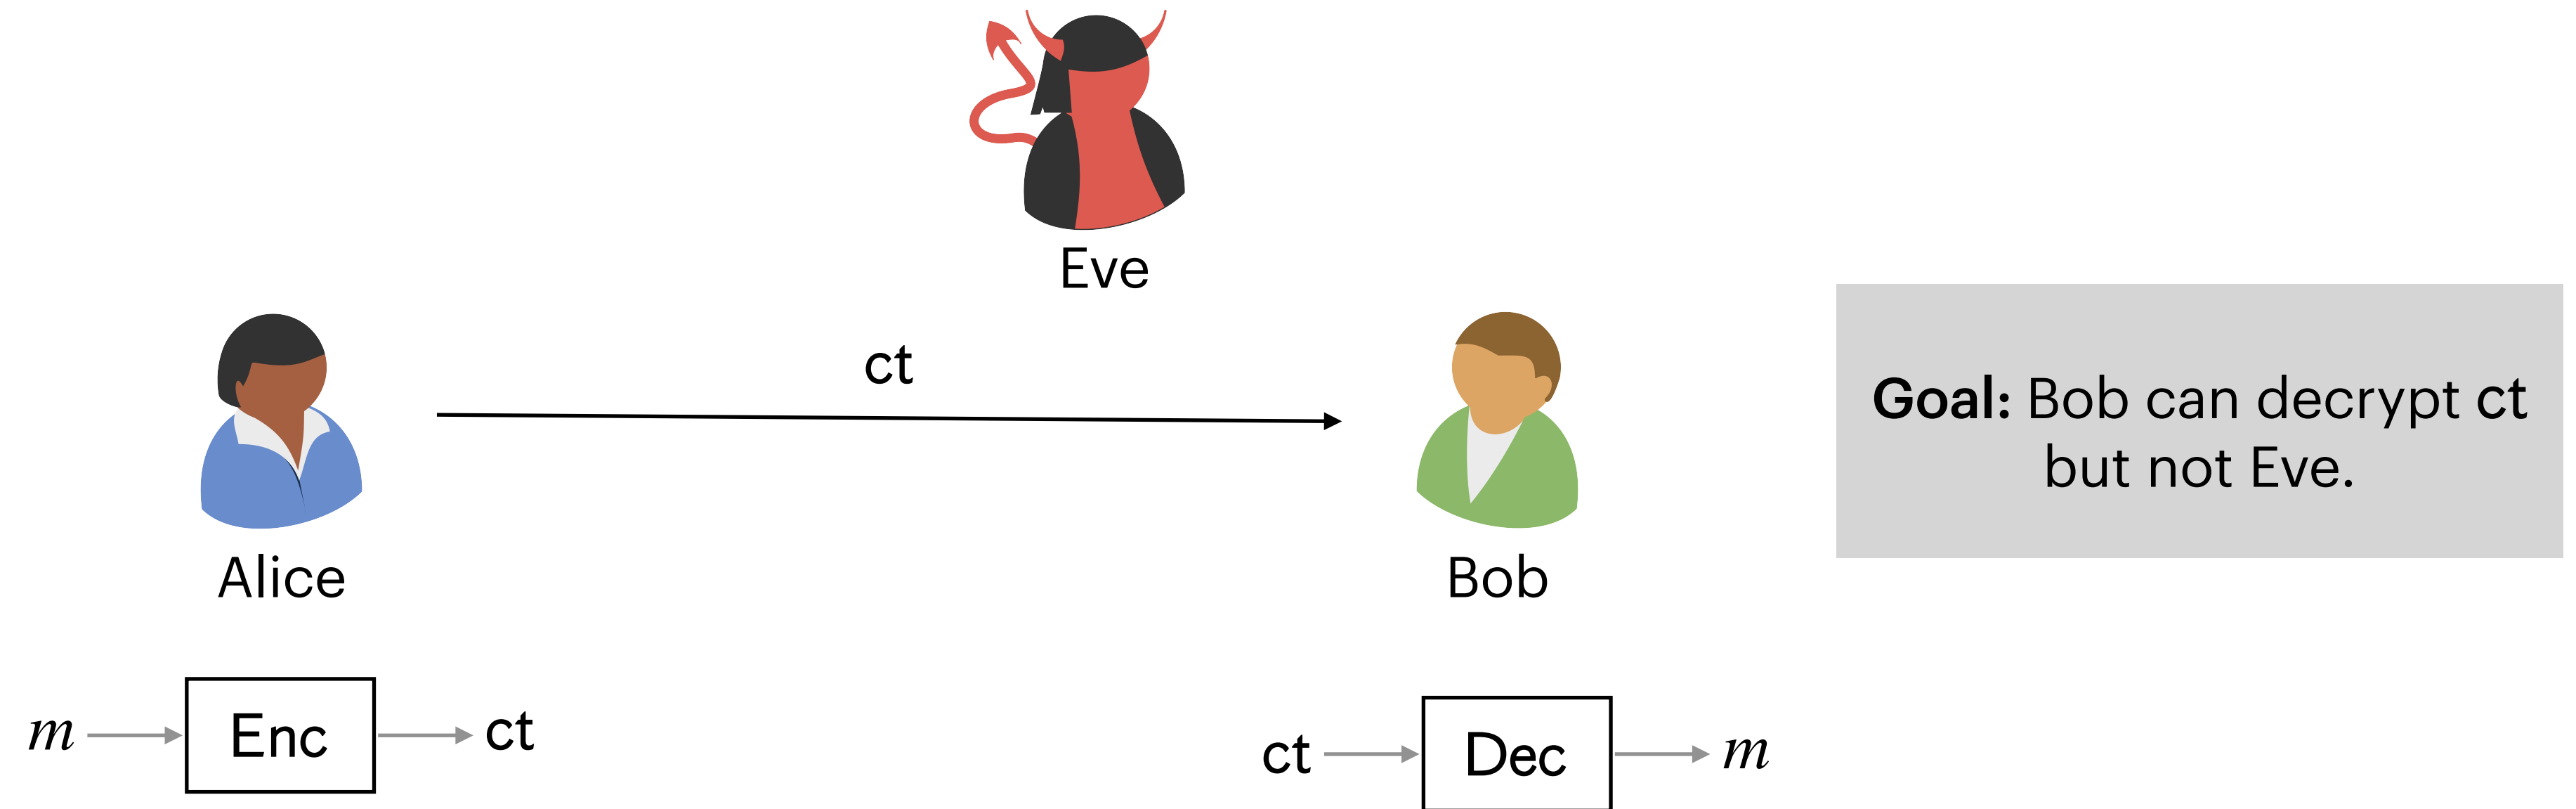 Eve
ct
Alice
Bob
Goal: Bob can decrypt ct
but not Eve.
m
Enc
ct
ct
Dec
m